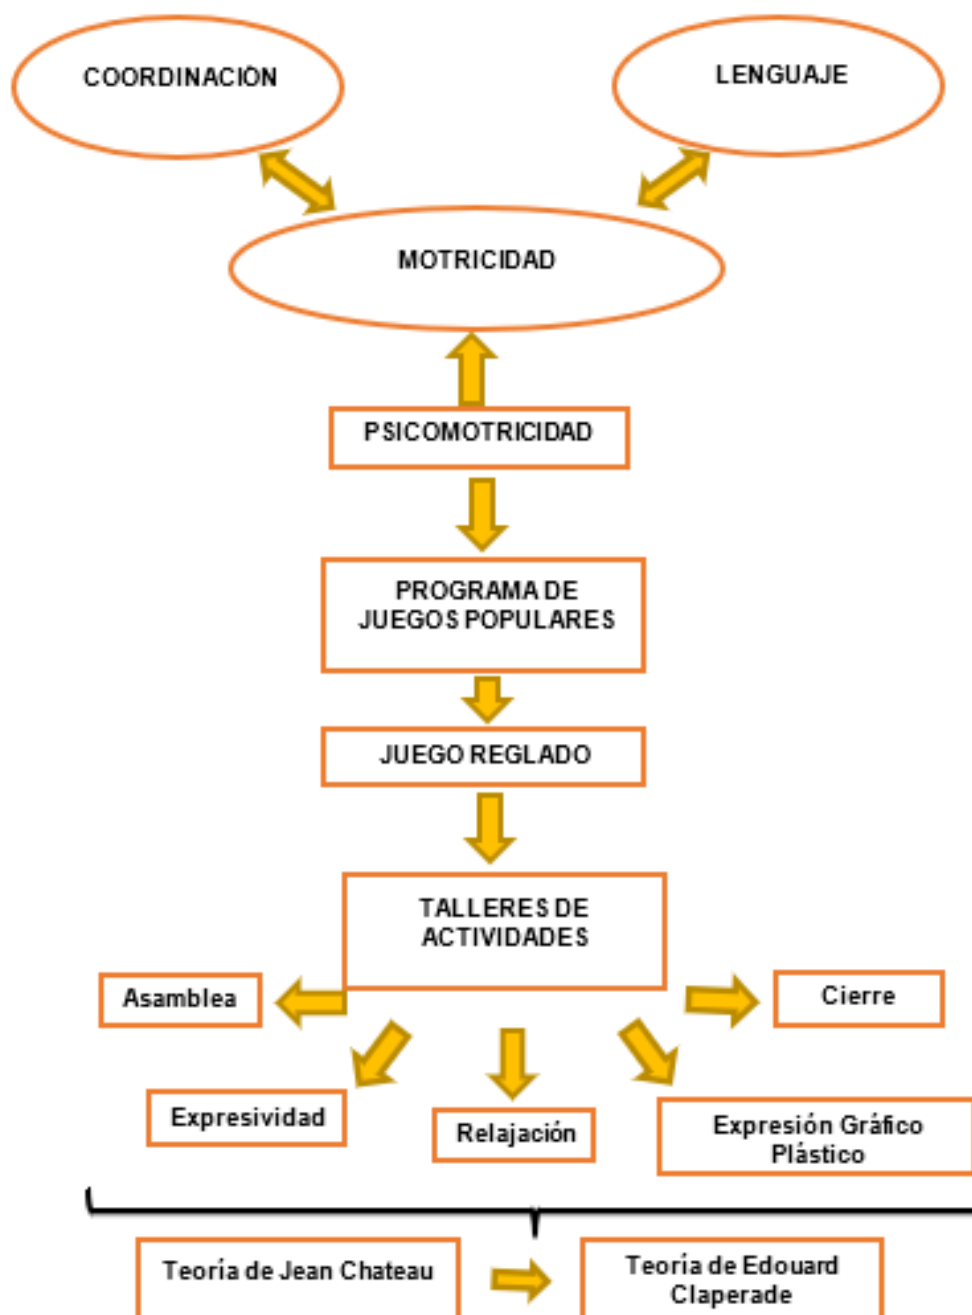 COORDINACIÓN
LENGUAJE
MOTRICIDAD
PSICOMOTRICIDAD
PROGRAMA DE
JUEGOS POPULARES
JUEGO REGLADO
TALLERES DE
ACTIVIDADES
Asamblea
Cierre
Expresividad
Relajación
Expresión Gráfico
Plástico
Teoría de Jean Chateau
Teoría de Edouard
Claperade